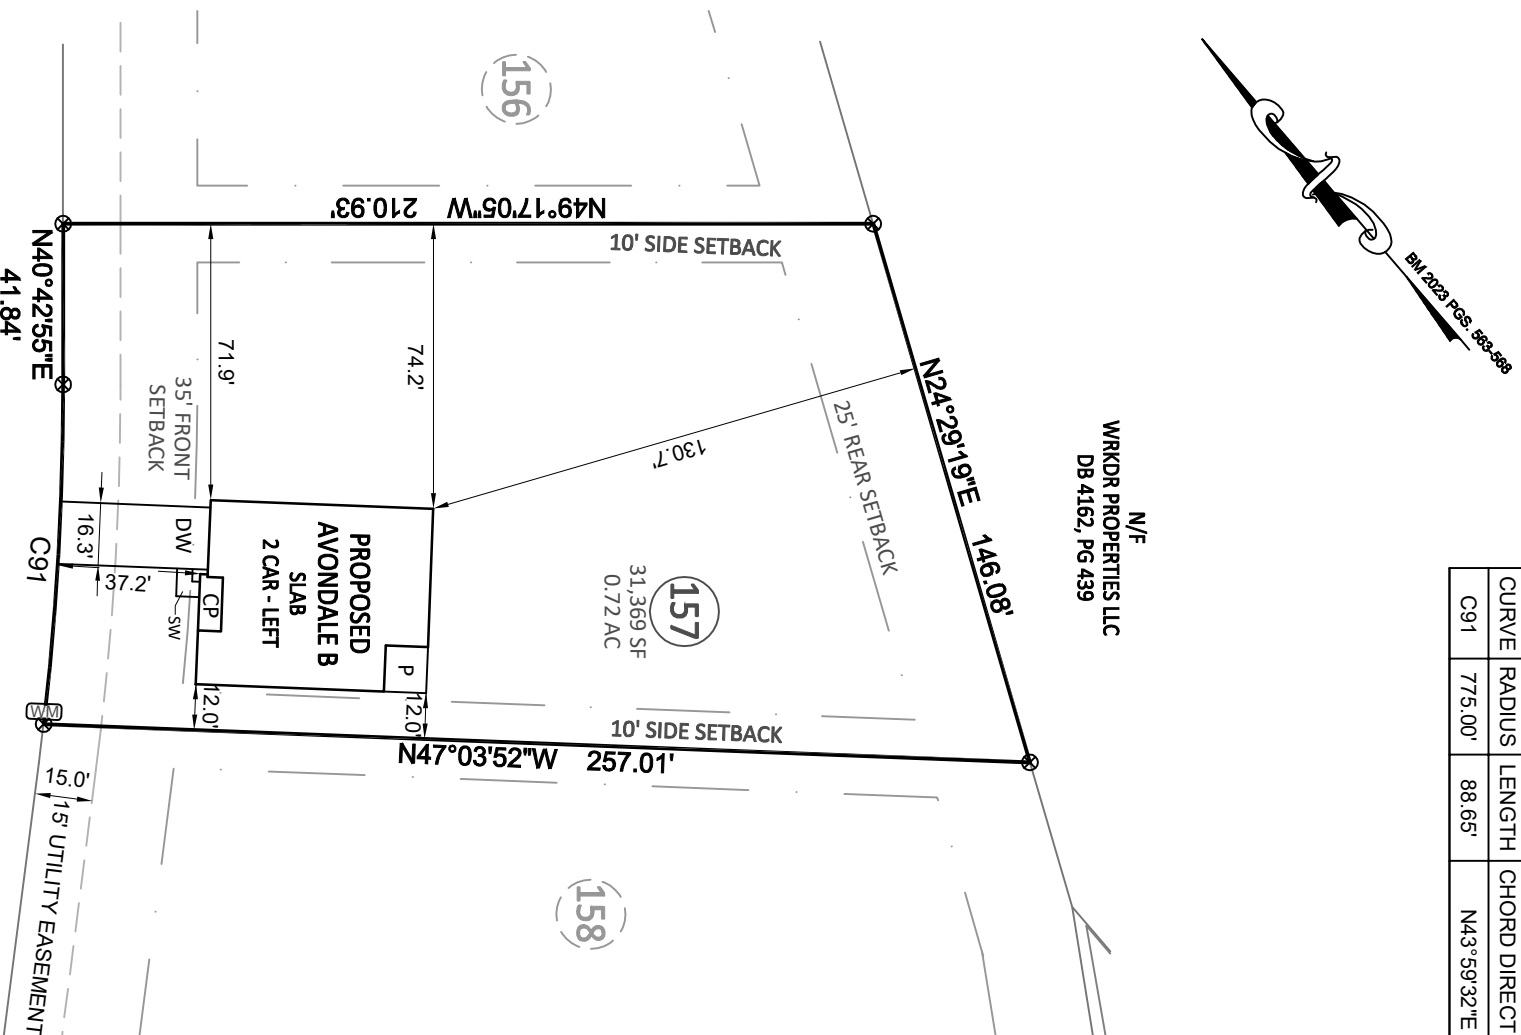 BM 2023 PGS. 563-568
N/F
WRKDR PROPERTIES LLC
DB 4162, PG 439
CURVE RADIUS LENGTH CHORD DIRECT
C91 775.00' 88.65' N43°59'32"E
156
N49°17'05"W 210.93'
10' SIDE SETBACK
N24°29'19"E 146.08'
25' REAR SETBACK
130.7'
74.2'
71.9'
35' FRONT
SETBACK
N40°42'55"E
41.84'
157
31,369 SF
0.72 AC
PROPOSED
AVONDALE B
SLAB
2 CAR - LEFT
P
CP
DW
SW
16.3'
37.2'
C91
12.0'
12.0'
WM
10' SIDE SETBACK
N47°03'52"W 257.01'
15.0'
15' UTILITY EASEMENT
158